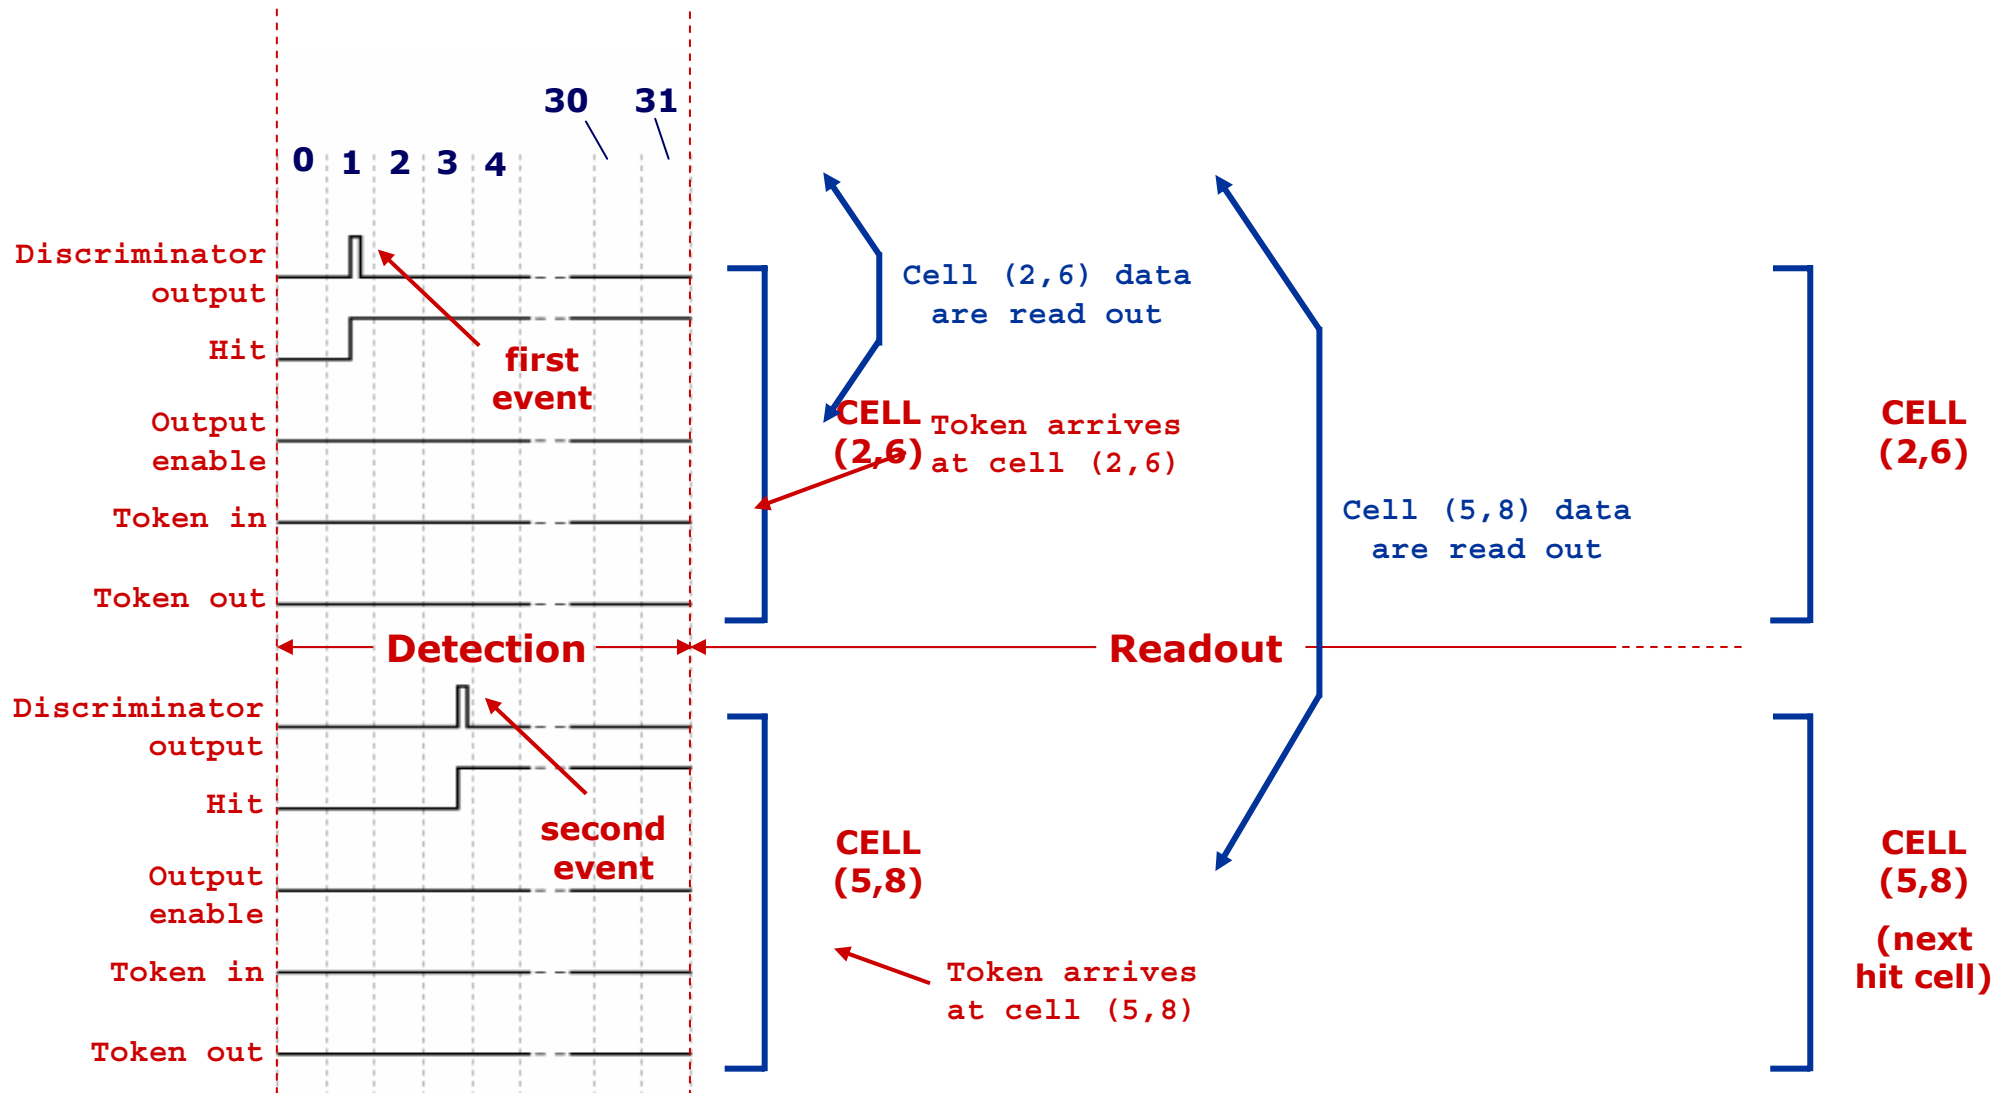 30 31
0 1 2 3 4
Discriminator
output
Hit
first
event
Output
enable
Token in
Token out
Cell (2,6) data
are read out
CELL
(2,6)
Token arrives
at cell (2,6)
Cell (5,8) data
are read out
CELL
(2,6)
Detection
Readout
Discriminator
output
Hit
second
event
Output
enable
Token in
Token out
CELL
(5,8)
Token arrives
at cell (5,8)
CELL
(5,8)
(next
hit cell)